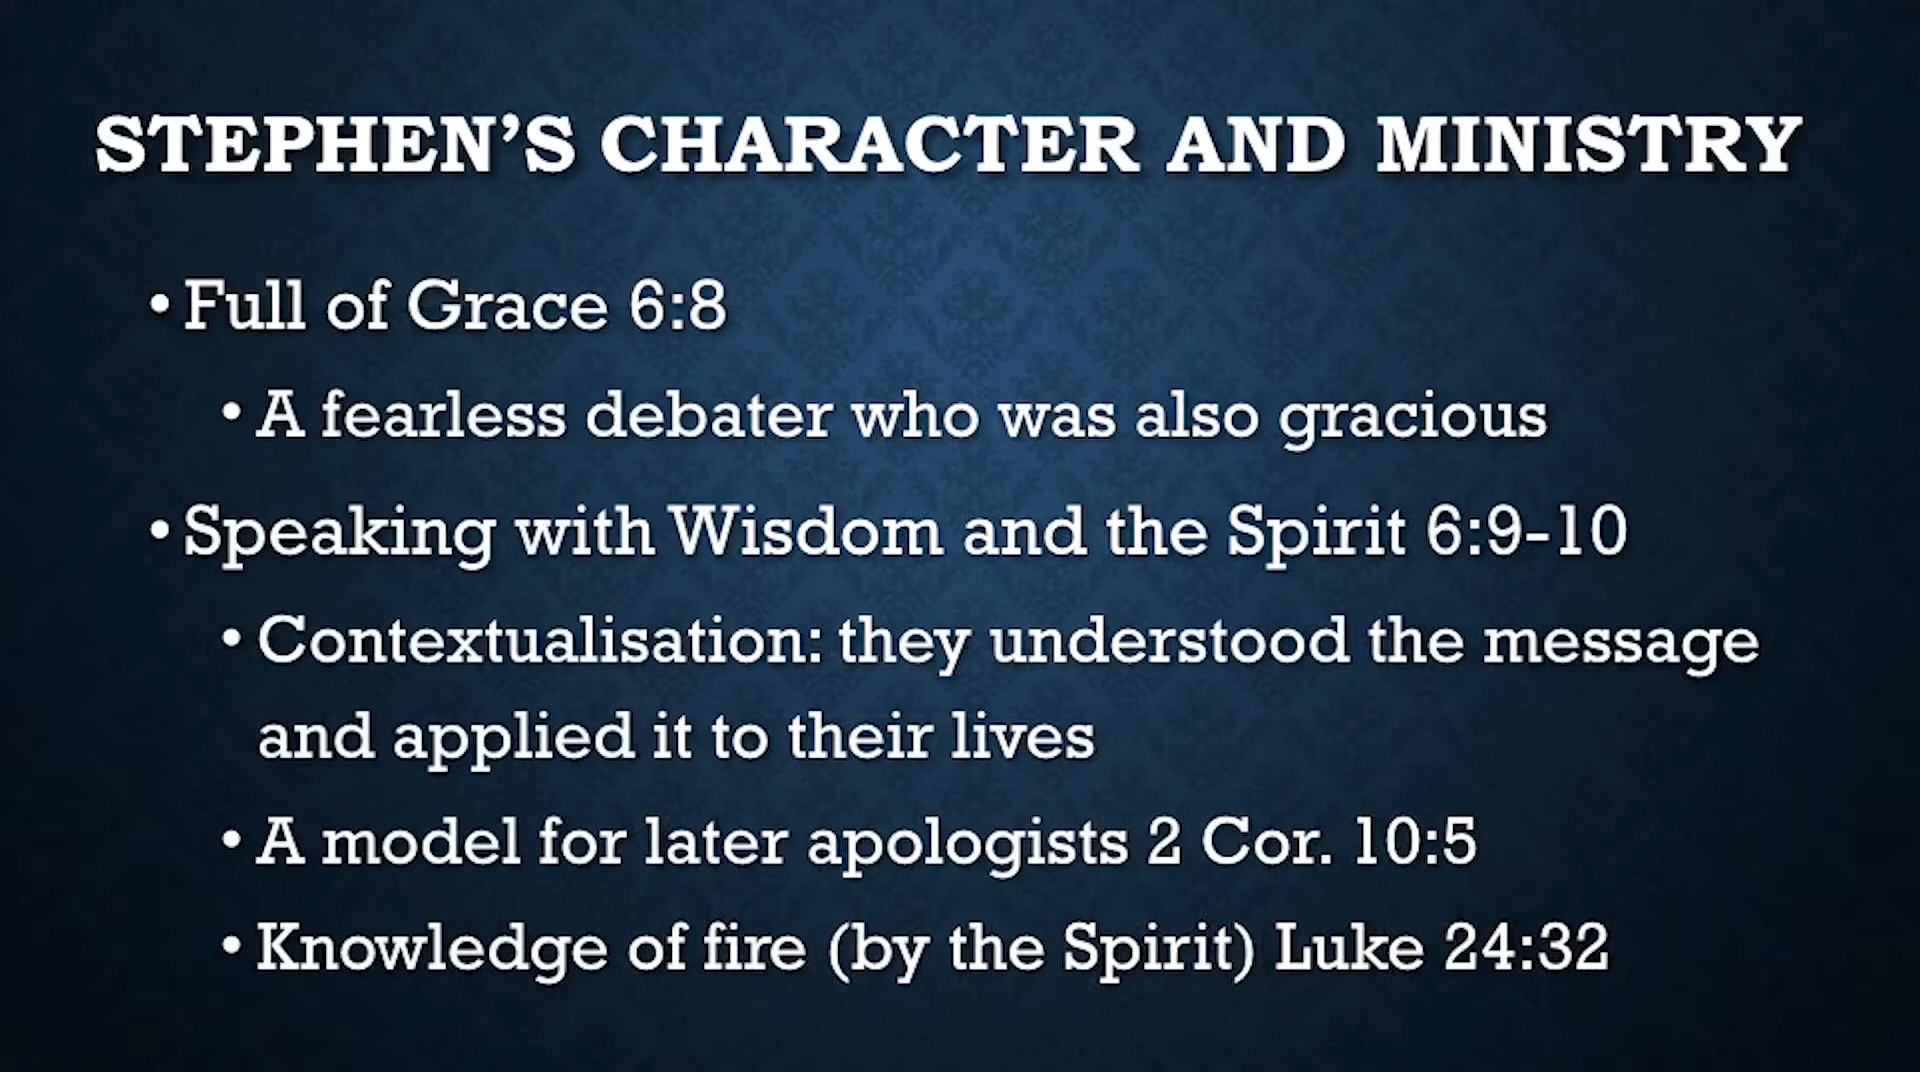 STEPHEN’S CHARACTER AND MINISTRY
• Full of Grace 6:8
• A fearless debater who was also gracious
• Speaking with Wisdom and the Spirit 6:9-10
• Contextualisation: they understood the message
and applied it to their lives
• A model for later apologists 2 Cor. 10:5
• Knowledge of fire (by the Spirit) Luke 24:32